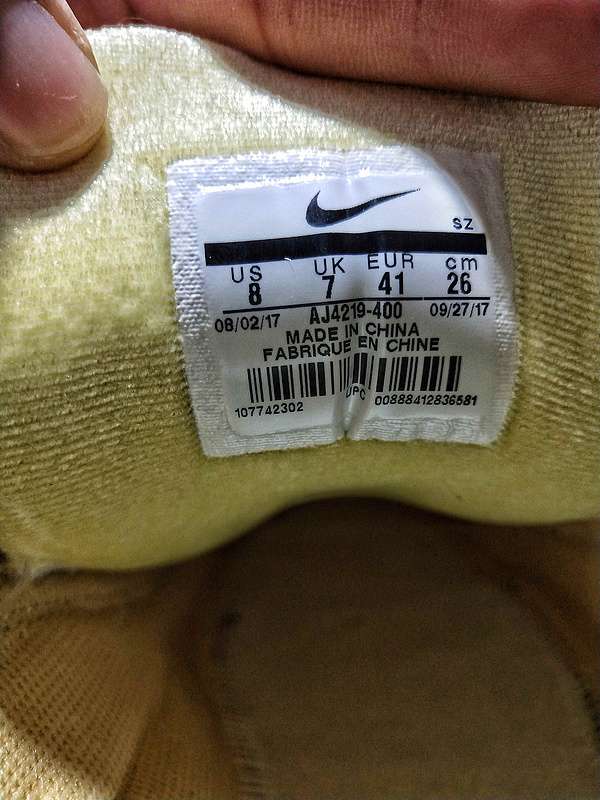 SZ
US UK EUR cm
8 7 41 26
08/02/17 AJ4219-400 09/27/17
MADE IN CHINA
FABRIQUE EN CHINE
107742302 UPC 00888412836581